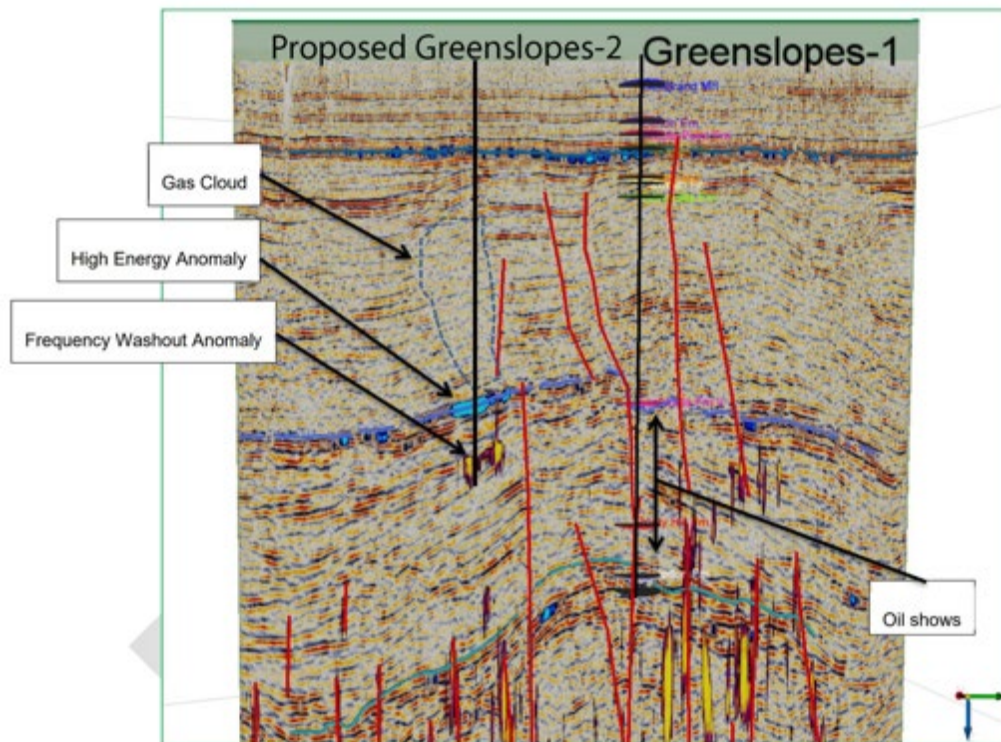 Proposed Greenslopes-2
Greenslopes-1
Gas Cloud
High Energy Anomaly
Frequency Washout Anomaly
Oil shows